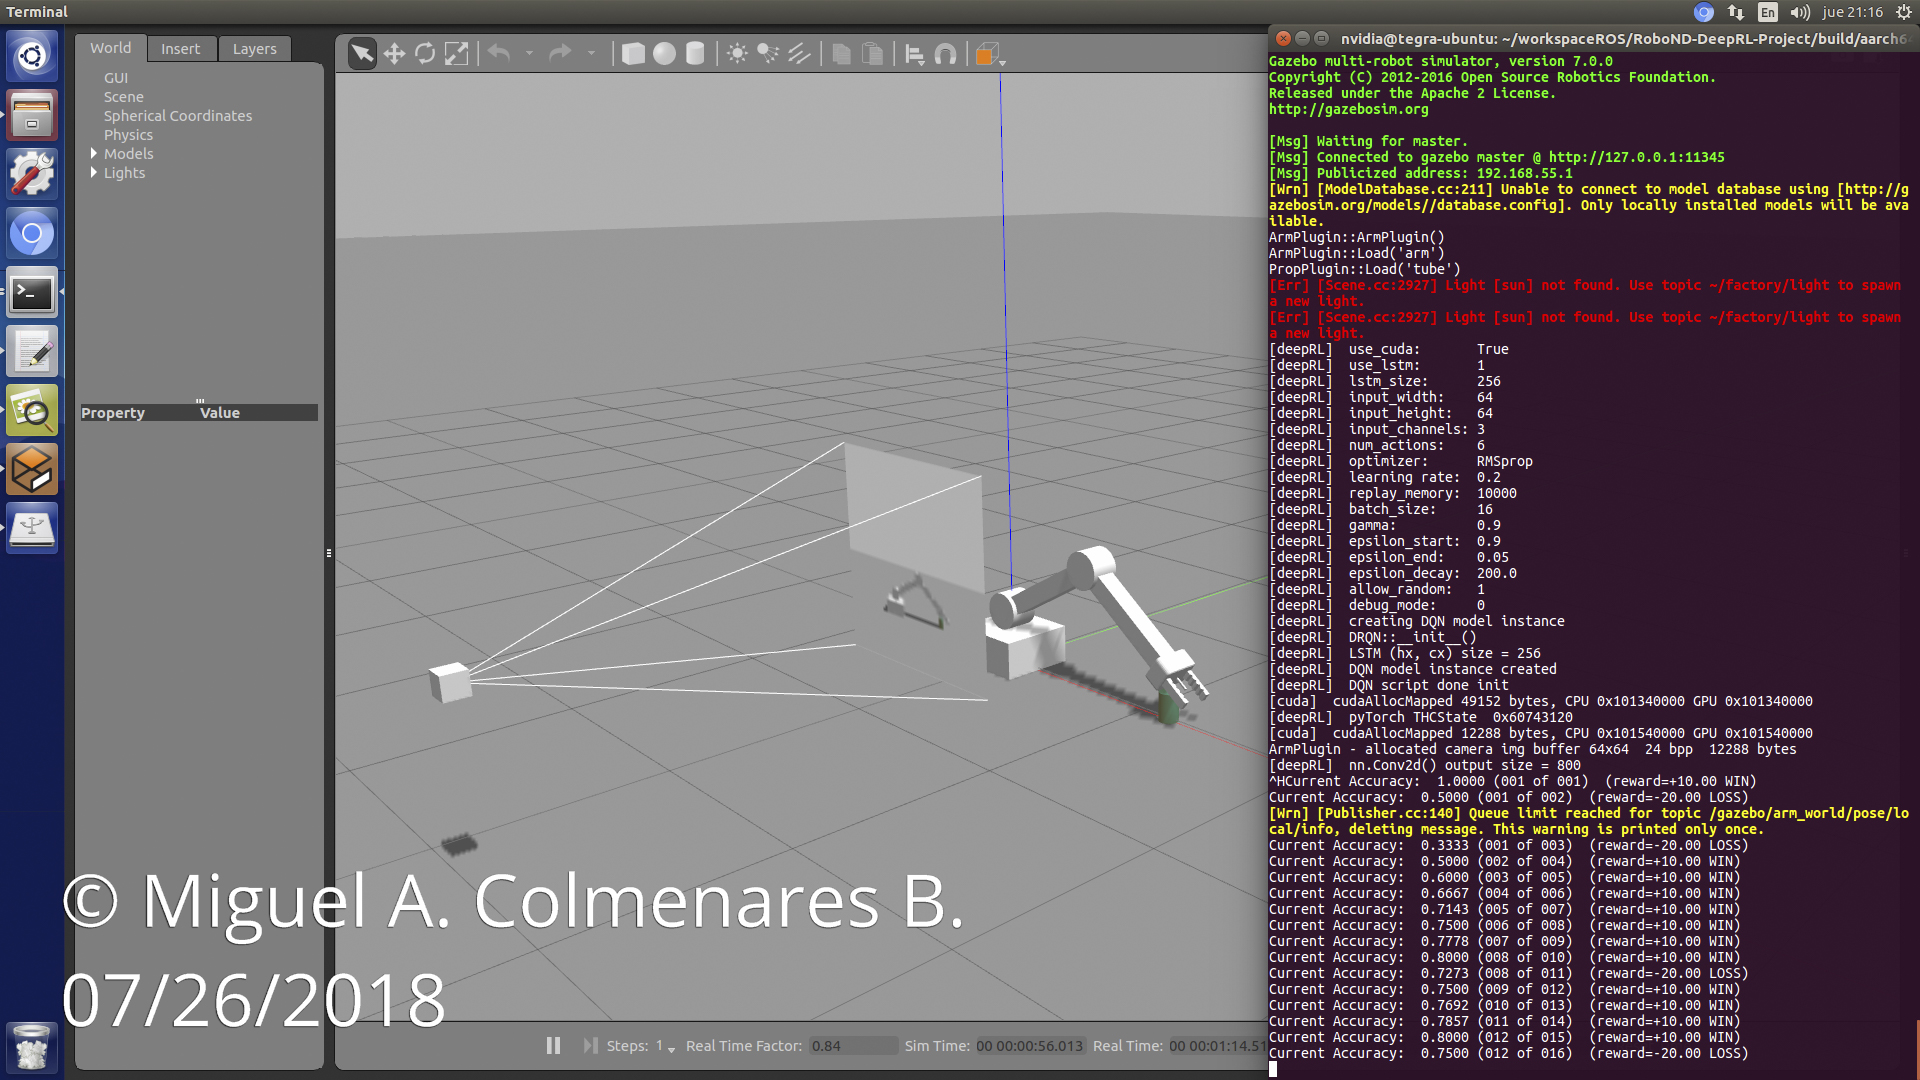 Terminal
En
jue 21:16
World
Insert
Layers
GUI
Scene
Spherical Coordinates
Physics
Models
Lights
Property Value
© Miguel A. Colmenares B.
07/26/2018
Steps: 1
Real Time Factor: 0.84
Sim Time: 00 00:00:56.013
Real Time: 00 00:01:14.51
nvidia@tegra-ubuntu: ~/workspaceROS/RoboND-DeepRL-Project/build/aarch6
Gazebo multi-robot simulator, version 7.0.0
Copyright (C) 2012-2016 Open Source Robotics Foundation.
Released under the Apache 2 License.
http://gazebosim.org
[Msg] Waiting for master.
[Msg] Connected to gazebo master @ http://127.0.0.1:11345
[Msg] Publicized address: 192.168.55.1
[Wrn] [ModelDatabase.cc:211] Unable to connect to model database using [http://g
azebosim.org/models//database.config]. Only locally installed models will be ava
ilable.
ArmPlugin::ArmPlugin()
ArmPlugin::Load('arm')
PropPlugin::Load('tube')
[Err] [Scene.cc:2927] Light [sun] not found. Use topic ~/factory/light to spawn
a new light.
[Err] [Scene.cc:2927] Light [sun] not found. Use topic ~/factory/light to spawn
a new light.
[deepRL]  use_cuda:       True
[deepRL]  use_lstm:       1
[deepRL]  lstm_size:      256
[deepRL]  input_width:    64
[deepRL]  input_height:   64
[deepRL]  input_channels: 3
[deepRL]  num_actions:    6
[deepRL]  optimizer:      RMSprop
[deepRL]  learning rate:  0.2
[deepRL]  replay_memory:  10000
[deepRL]  batch_size:     16
[deepRL]  gamma:          0.9
[deepRL]  epsilon_start:  0.9
[deepRL]  epsilon_end:    0.05
[deepRL]  epsilon_decay:  200.0
[deepRL]  allow_random:   1
[deepRL]  debug_mode:     0
[deepRL]  creating DQN model instance
[deepRL]  DRQN::__init__()
[deepRL]  LSTM (hx, cx) size = 256
[deepRL]  DQN model instance created
[deepRL]  DQN script done init
[cuda]  cudaAllocMapped 49152 bytes, CPU 0x101340000 GPU 0x101340000
[deepRL]  pyTorch THCState  0x60743120
[cuda]  cudaAllocMapped 12288 bytes, CPU 0x101540000 GPU 0x101540000
ArmPlugin - allocated camera img buffer 64x64  24 bpp  12288 bytes
[deepRL]  nn.Conv2d() output size = 800
^HCurrent Accuracy:  1.0000 (001 of 001)  (reward=+10.00 WIN)
Current Accuracy:  0.5000 (001 of 002)  (reward=-20.00 LOSS)
[Wrn] [Publisher.cc:140] Queue limit reached for topic /gazebo/arm_world/pose/lo
cal/info, deleting message. This warning is printed only once.
Current Accuracy:  0.3333 (001 of 003)  (reward=-20.00 LOSS)
Current Accuracy:  0.5000 (002 of 004)  (reward=+10.00 WIN)
Current Accuracy:  0.6000 (003 of 005)  (reward=+10.00 WIN)
Current Accuracy:  0.6667 (004 of 006)  (reward=+10.00 WIN)
Current Accuracy:  0.7143 (005 of 007)  (reward=+10.00 WIN)
Current Accuracy:  0.7500 (006 of 008)  (reward=+10.00 WIN)
Current Accuracy:  0.7778 (007 of 009)  (reward=+10.00 WIN)
Current Accuracy:  0.8000 (008 of 010)  (reward=+10.00 WIN)
Current Accuracy:  0.7273 (008 of 011)  (reward=-20.00 LOSS)
Current Accuracy:  0.7500 (009 of 012)  (reward=+10.00 WIN)
Current Accuracy:  0.7692 (010 of 013)  (reward=+10.00 WIN)
Current Accuracy:  0.7857 (011 of 014)  (reward=+10.00 WIN)
Current Accuracy:  0.8000 (012 of 015)  (reward=+10.00 WIN)
Current Accuracy:  0.7500 (012 of 016)  (reward=-20.00 LOSS)